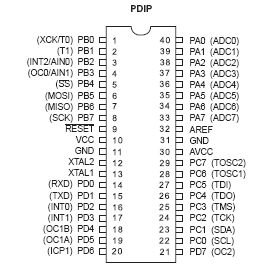 PDIP
(XCK/T0) PB0 1 40 PA0 (ADC0)
(T1) PB1 2 39 PA1 (ADC1)
(INT2/AIN0) PB2 3 38 PA2 (ADC2)
(OC0/AIN1) PB3 4 37 PA3 (ADC3)
(SS) PB4 5 36 PA4 (ADC4)
(MOSI) PB5 6 35 PA5 (ADC5)
(MISO) PB6 7 34 PA6 (ADC6)
(SCK) PB7 8 33 PA7 (ADC7)
RESET 9 32 AREF
VCC 10 31 GND
GND 11 30 AVCC
XTAL2 12 29 PC7 (TOSC2)
XTAL1 13 28 PC6 (TOSC1)
(RXD) PD0 14 27 PC5 (TDI)
(TXD) PD1 15 26 PC4 (TDO)
(INT0) PD2 16 25 PC3 (TMS)
(INT1) PD3 17 24 PC2 (TCK)
(OC1B) PD4 18 23 PC1 (SDA)
(OC1A) PD5 19 22 PC0 (SCL)
(ICP1) PD6 20 21 PD7 (OC2)